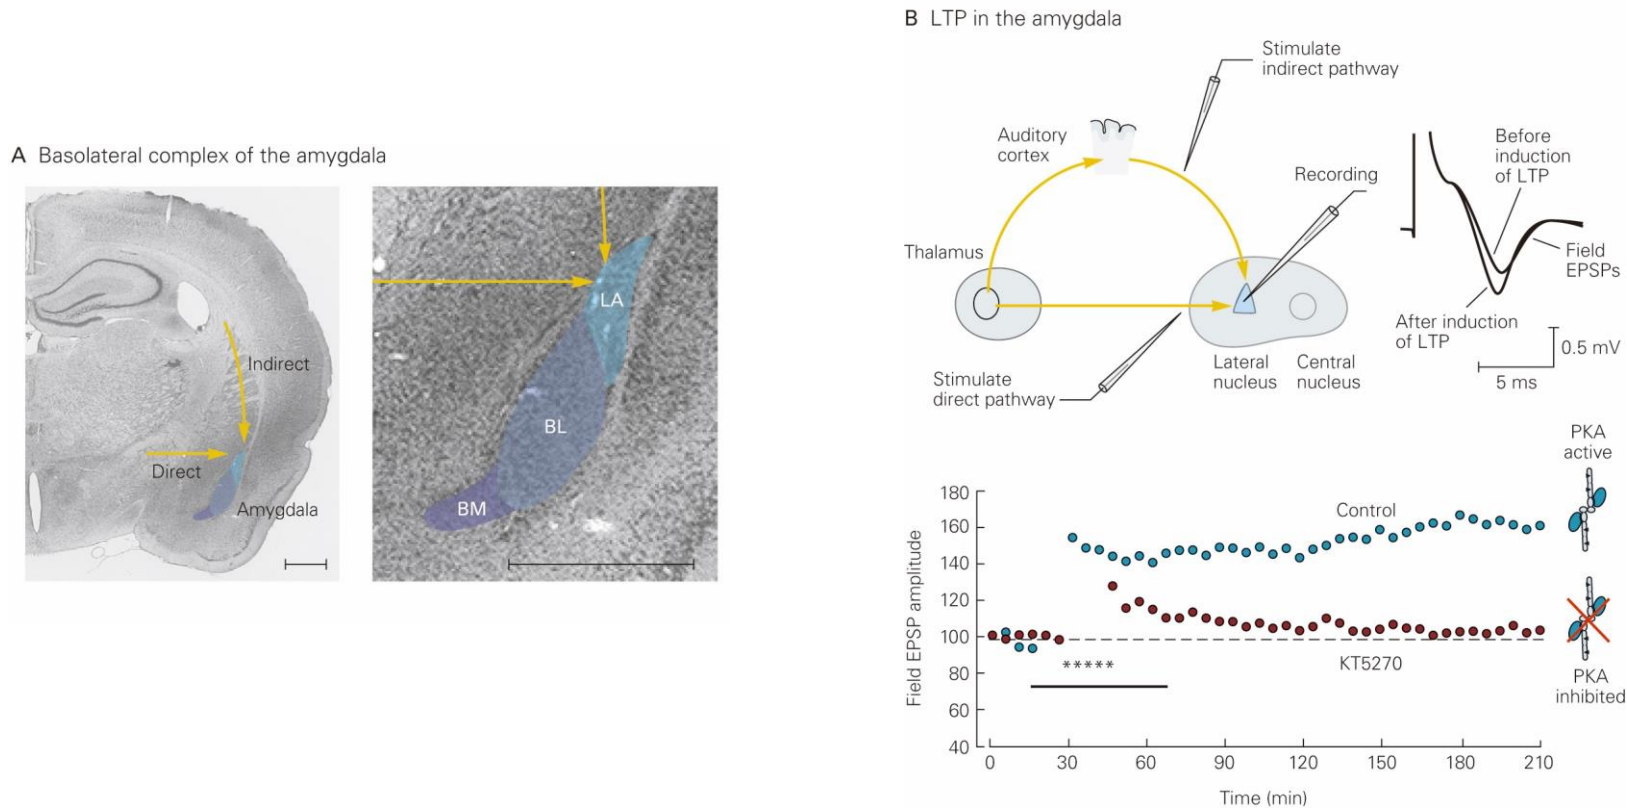 A Basolateral complex of the amygdala
Indirect
Direct
Amygdala
LA
BL
BM
B LTP in the amygdala
Stimulate
indirect pathway
Auditory
cortex
Recording
Thalamus
Lateral
nucleus
Central
nucleus
Stimulate
direct pathway
Before
induction
of LTP
Field
EPSPs
After induction
of LTP
0.5 mV
5 ms
PKA
active
Control
180
160
140
120
100
80
60
40
Field EPSP amplitude
*****
KT5270
PKA
inhibited
0 30 60 90 120 150 180 210
Time (min)